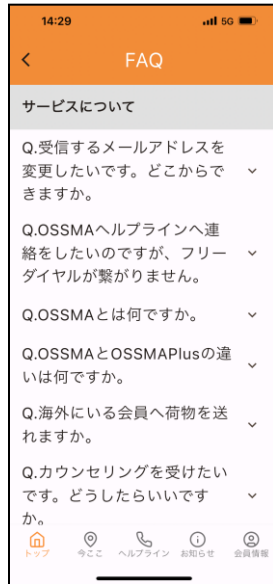 14:29
5G
FAQ
サービスについて
Q.受信するメールアドレスを
変更したいです。どこからで
きますか。
Q.OSSMAヘルプラインへ連
絡をしたいのですが、フリー
ダイヤルが繋がりません。
Q.OSSMAとは何ですか。
Q.OSSMAとOSSMAPlusの違
いは何ですか。
Q.海外にいる会員へ荷物を送
れますか。
Q.カウンセリングを受けたい
です。どうしたらいいです
か。
トップ 今ここ ヘルプライン お知らせ 会員情報